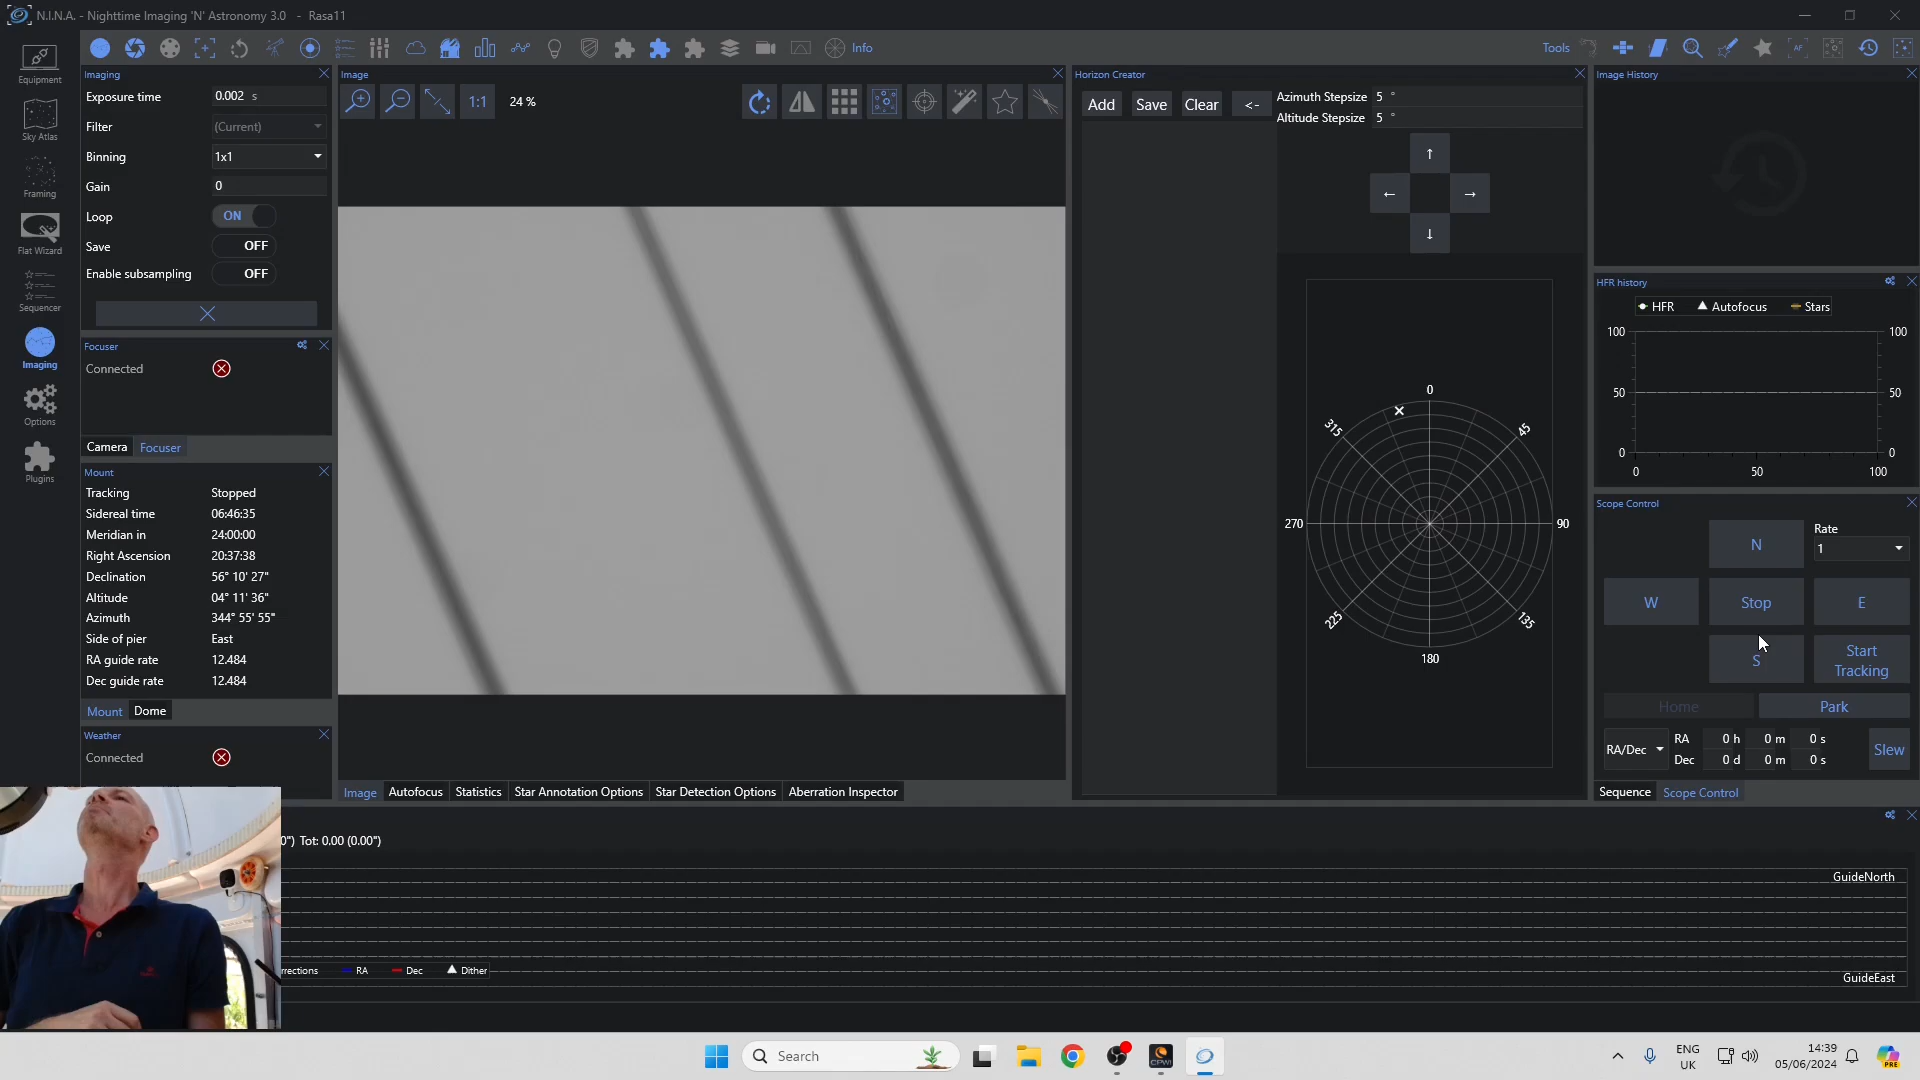 N.I.N.A. - Nighttime Imaging 'N' Astronomy 3.0 - Rasa11
Info
Tools
AF
Equipment
Sky Atlas
Framing
Flat Wizard
Sequencer
Imaging
Options
Plugins
Imaging
Exposure time 0.002 s
Filter (Current)
Binning 1x1
Gain 0
Loop ON
Save OFF
Enable subsampling OFF
Focuser
Connected
Camera Focuser
Mount
Tracking Stopped
Sidereal time 06:46:35
Meridian in 24:00:00
Right Ascension 20:37:38
Declination 56° 10' 27"
Altitude 04° 11' 36"
Azimuth 344° 55' 55"
Side of pier East
RA guide rate 12.484
Dec guide rate 12.484
Mount Dome
Weather
Connected
Image
1:1 24 %
Image Autofocus Statistics Star Annotation Options Star Detection Options Aberration Inspector
Horizon Creator
Add Save Clear <-
Azimuth Stepsize 5 °
Altitude Stepsize 5 °
↑
← →
↓
0
315 45
270 90
225 135
180
Image History
HFR history
HFR Autofocus Stars
100 100
50 50
0 0
0 50 100
Scope Control
N
Rate
1
W Stop E
S Start Tracking
Home Park
RA/Dec
RA 0 h 0 m 0 s
Dec 0 d 0 m 0 s
Slew
Sequence Scope Control
0") Tot: 0.00 (0.00")
GuideNorth
rrections RA Dec Dither
GuideEast
Search
CPWI
ENG
UK
14:39
05/06/2024
PRE